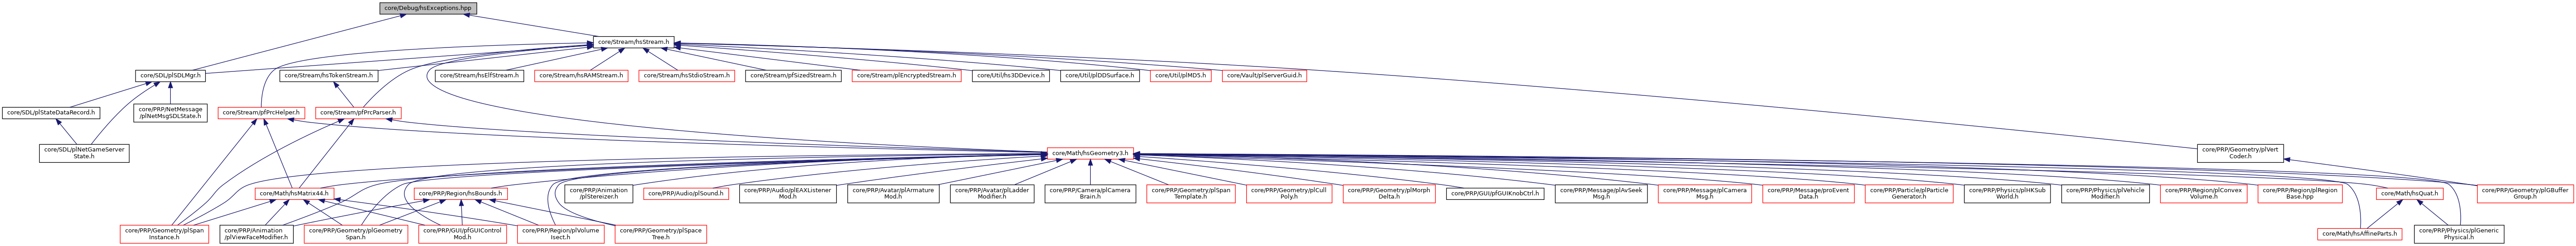 core/Debug/hsExceptions.hpp
core/Stream/hsStream.h
core/SDL/plSDLMgr.h
core/Stream/hsTokenStream.h
core/Stream/hsElfStream.h
core/Stream/hsRAMStream.h
core/Stream/hsStdioStream.h
core/Stream/pfSizedStream.h
core/Stream/plEncryptedStream.h
core/Util/hs3DDevice.h
core/Util/plDDSurface.h
core/Util/plMD5.h
core/Vault/plServerGuid.h
core/SDL/plStateDataRecord.h
core/PRP/NetMessage
/plNetMsgSDLState.h
core/Stream/pfPrcHelper.h
core/Stream/pfPrcParser.h
core/SDL/plNetGameServer
State.h
core/Math/hsGeometry3.h
core/PRP/Geometry/plVert
Coder.h
core/Math/hsMatrix44.h
core/PRP/Region/hsBounds.h
core/PRP/Animation
/plStereizer.h
core/PRP/Audio/plSound.h
core/PRP/Audio/plEAXListener
Mod.h
core/PRP/Avatar/plArmature
Mod.h
core/PRP/Avatar/plLadder
Modifier.h
core/PRP/Camera/plCamera
Brain.h
core/PRP/Geometry/plSpan
Template.h
core/PRP/Geometry/plCull
Poly.h
core/PRP/Geometry/plMorph
Delta.h
core/PRP/GUI/pfGUIKnobCtrl.h
core/PRP/Message/plAvSeek
Msg.h
core/PRP/Message/plCamera
Msg.h
core/PRP/Message/proEvent
Data.h
core/PRP/Particle/plParticle
Generator.h
core/PRP/Physics/plHKSub
World.h
core/PRP/Physics/plVehicle
Modifier.h
core/PRP/Region/plConvex
Volume.h
core/PRP/Region/plRegion
Base.hpp
core/Math/hsQuat.h
core/PRP/Geometry/plGBuffer
Group.h
core/PRP/Geometry/plSpan
Instance.h
core/PRP/Animation
/plViewFaceModifier.h
core/PRP/Geometry/plGeometry
Span.h
core/PRP/GUI/pfGUIControl
Mod.h
core/PRP/Region/plVolume
Isect.h
core/PRP/Geometry/plSpace
Tree.h
core/Math/hsAffineParts.h
core/PRP/Physics/plGeneric
Physical.h